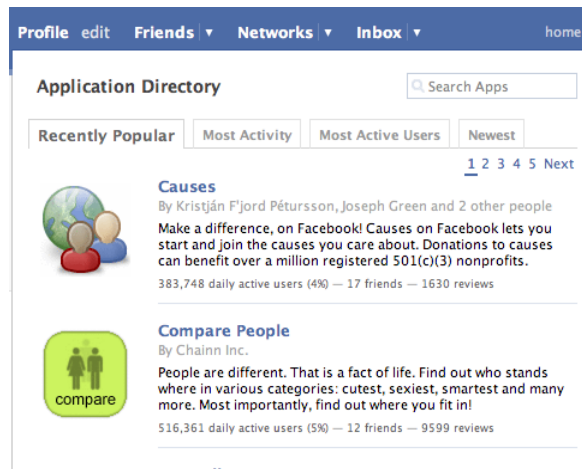 Profile edit Friends ▾ Networks ▾ Inbox ▾ home
Application Directory
Search Apps
Recently Popular Most Activity Most Active Users Newest
1 2 3 4 5 Next
Causes
By Kristján F'jord Pétursson, Joseph Green and 2 other people
Make a difference, on Facebook! Causes on Facebook lets you
start and join the causes you care about. Donations to causes
can benefit over a million registered 501(c)(3) nonprofits.
383,748 daily active users (4%) — 17 friends — 1630 reviews
Compare People
By Chainn Inc.
People are different. That is a fact of life. Find out who stands
where in various categories: cutest, sexiest, smartest and many
more. Most importantly, find out where you fit in!
compare
516,361 daily active users (5%) — 12 friends — 9599 reviews